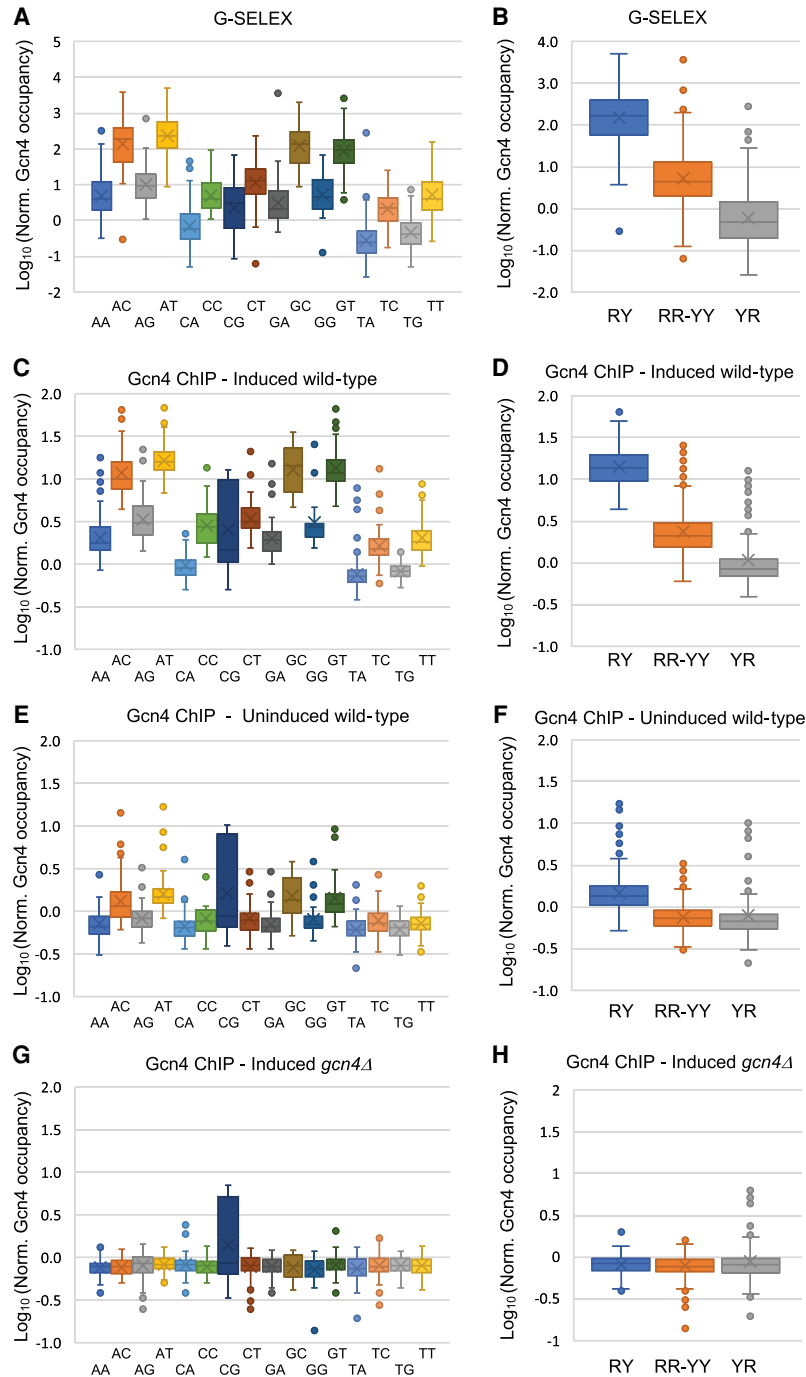 A
G-SELEX
Log10 (Norm. Gcn4 occupancy)
5
4
3
2
1
0
-1
-2
AC AT CC CT GC GT TC TT
AA AG CA CG GA GG TA TG
B
G-SELEX
Log10 (Norm. Gcn4 occupancy)
4.0
3.0
2.0
1.0
0.0
-1.0
-2.0
RY RR-YY YR
C
Gcn4 ChIP - Induced wild-type
Log10 (Norm. Gcn4 occupancy)
2.0
1.5
1.0
0.5
0.0
-0.5
-1.0
AC AT CC CT GC GT TC TT
AA AG CA CG GA GG TA TG
D
Gcn4 ChIP - Induced wild-type
Log10 (Norm. Gcn4 occupancy)
2.0
1.5
1.0
0.5
0.0
-0.5
-1.0
RY RR-YY YR
E
Gcn4 ChIP - Uninduced wild-type
Log10 (Norm. Gcn4 occupancy)
2.0
1.5
1.0
0.5
0.0
-0.5
-1.0
AC AT CC CT GC GT TC TT
AA AG CA CG GA GG TA TG
F
Gcn4 ChIP - Uninduced wild-type
Log10 (Norm. Gcn4 occupancy)
2.0
1.5
1.0
0.5
0.0
-0.5
-1.0
RY RR-YY YR
G
Gcn4 ChIP - Induced gcn4Δ
Log10 (Norm. Gcn4 occupancy)
2.0
1.5
1.0
0.5
0.0
-0.5
-1.0
AC AT CC CT GC GT TC TT
AA AG CA CG GA GG TA TG
H
Gcn4 ChIP - Induced gcn4Δ
Log10 (Norm. Gcn4 occupancy)
2
1.5
1
0.5
0
-0.5
-1
RY RR-YY YR